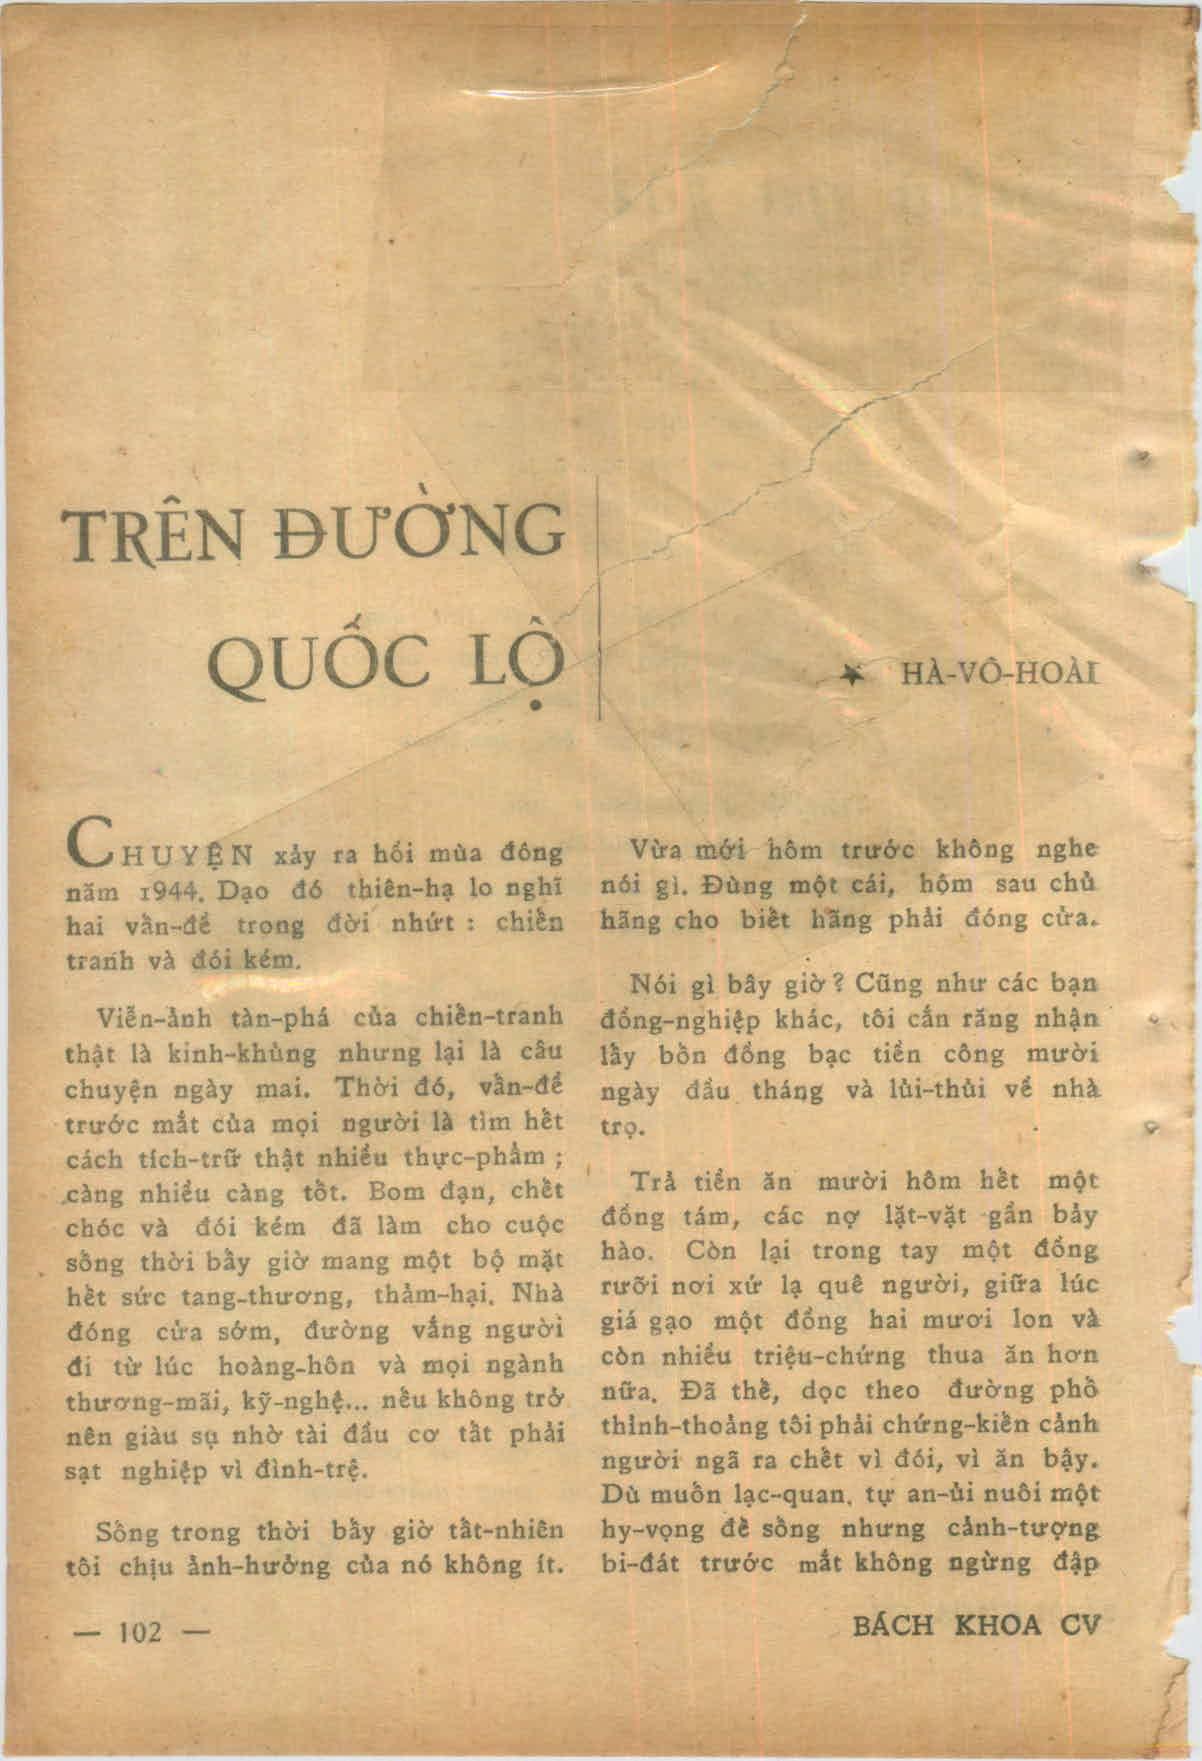 TRÊN ĐƯỜNG
QUỐC LỘ
★ HÀ-VÔ-HOÀI
CHUYỆN xảy ra hồi mùa đông
năm 1944. Dạo đó thiên-hạ lo nghĩ
hai vấn-đề trong đời nhứt : chiến
tranh và đói kém.
Viễn-ảnh tàn-phá của chiến-tranh
thật là kinh-khủng nhưng lại là câu
chuyện ngày mai. Thời đó, vấn-đề
trước mắt của mọi người là tìm hết
cách tích-trữ thật nhiều thực-phẩm ;
càng nhiều càng tốt. Bom đạn, chết
chóc và đói kém đã làm cho cuộc
sống thời bấy giờ mang một bộ mặt
hết sức tang-thương, thảm-hại. Nhà
đóng cửa sớm, đường vắng người
đi từ lúc hoàng-hôn và mọi ngành
thương-mãi, kỹ-nghệ... nếu không trở
nên giàu sụ nhờ tài đầu cơ tất phải
sạt nghiệp vì đình-trệ.
Sống trong thời bấy giờ tất-nhiên
tôi chịu ảnh-hưởng của nó không ít.
Vừa mới hôm trước không nghe
nói gì. Đùng một cái, hộm sau chủ
hãng cho biết hãng phải đóng cửa.
Nói gì bây giờ ? Cũng như các bạn
đồng-nghiệp khác, tôi cắn răng nhận
lấy bốn đồng bạc tiền công mười
ngày đầu tháng và lủi-thủi về nhà
trọ.
Trả tiền ăn mười hôm hết một
đồng tám, các nợ lặt-vặt gần bảy
hào. Còn lại trong tay một đồng
rưỡi nơi xứ lạ quê người, giữa lúc
giá gạo một đồng hai mươi lon và
còn nhiều triệu-chứng thua ăn hơn
nữa. Đã thế, dọc theo đường phố
thỉnh-thoảng tôi phải chứng-kiến cảnh
người ngã ra chết vì đói, vì ăn bậy.
Dù muốn lạc-quan, tự an-ủi nuôi một
hy-vọng để sống nhưng cảnh-tượng
bi-đát trước mắt không ngừng đập
— 102 —
BÁCH KHOA CV